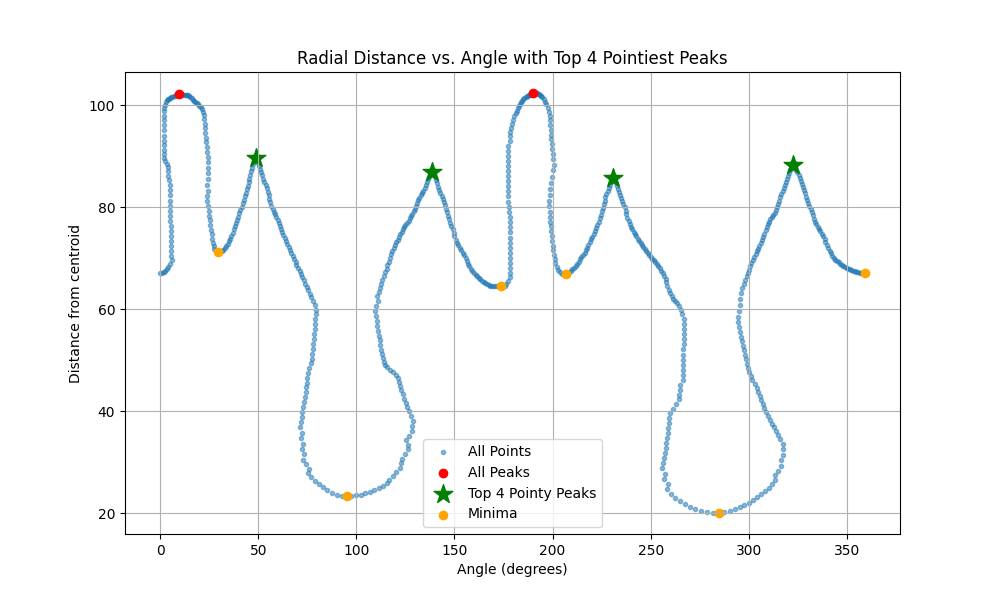 Radial Distance vs. Angle with Top 4 Pointiest Peaks
Distance from centroid
100
80
60
40
20
All Points
All Peaks
Top 4 Pointy Peaks
Minima
0 50 100 150 200 250 300 350
Angle (degrees)